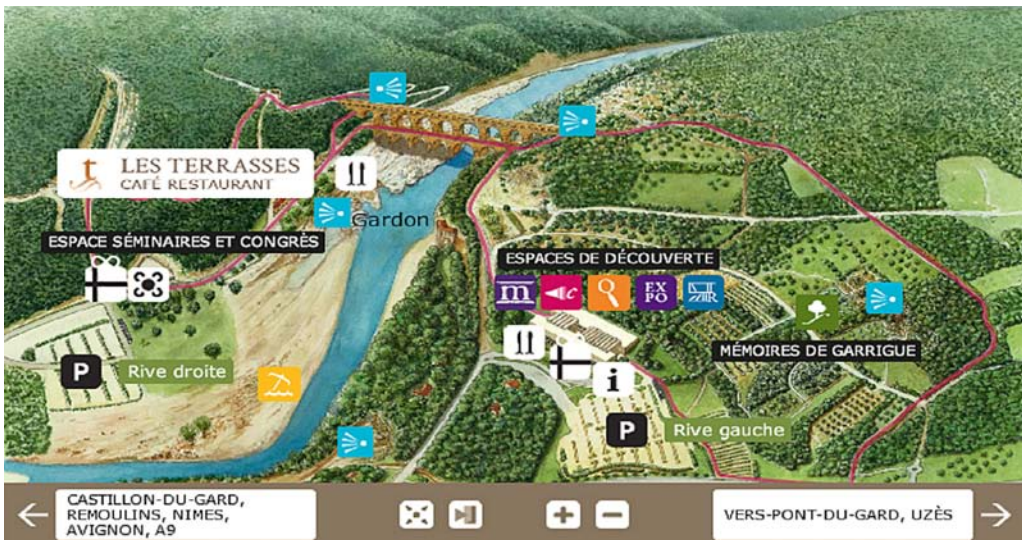 t LES TERRASSES
CAFÉ RESTAURANT
Gardon
ESPACE SÉMINAIRES ET CONGRÈS
ESPACES DE DÉCOUVERTE
m
c
EX
PO
MÉMOIRES DE GARRIGUE
i
P
Rive droite
P
Rive gauche
CASTILLON-DU-GARD,
REMOULINS, NIMES,
AVIGNON, A9
VERS-PONT-DU-GARD, UZÈS